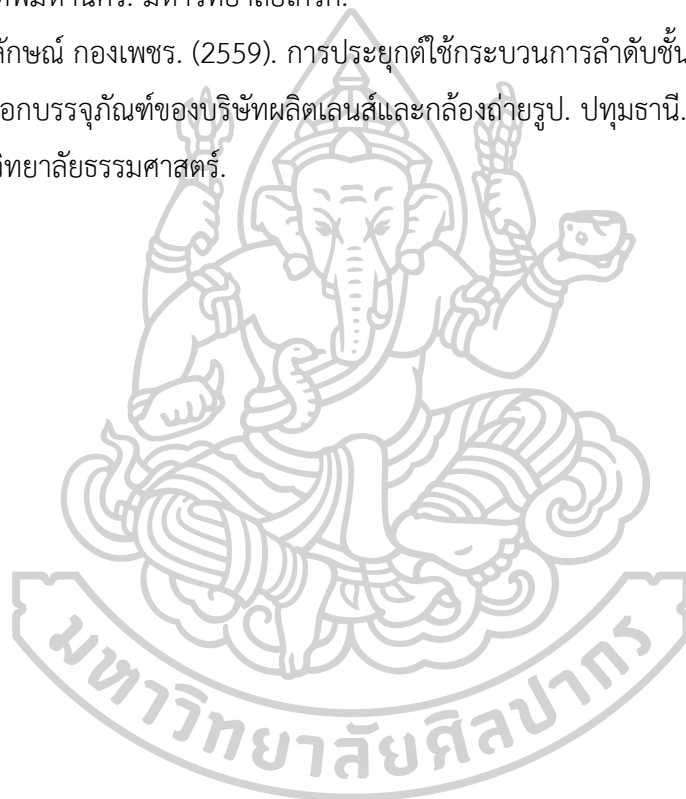 ลักษณ์ กองเพชร. (2559). การประยุกต์ใช้กระบวนการลำดับชั้น
อกบรรจุภัณฑ์ของบริษัทผลิตเลนส์และกล้องถ่ายรูป. ปทุมธานี.
วิทยาลัยธรรมศาสตร์.
มหาวิทยาลัยศิลปากร